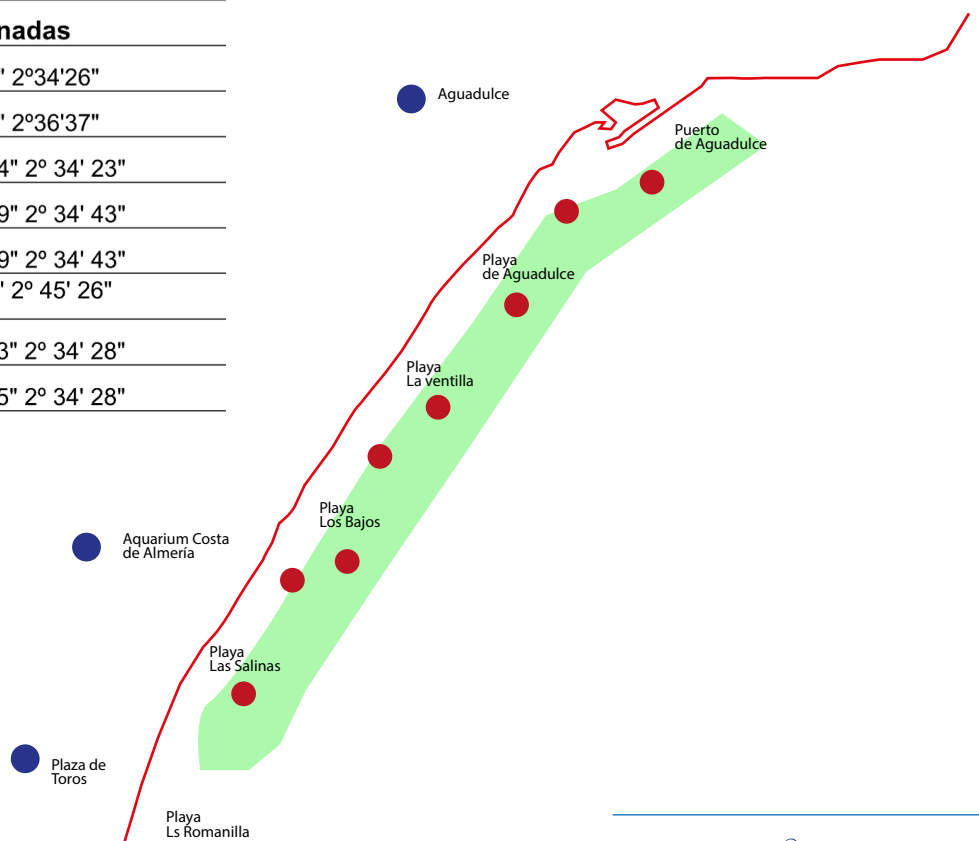 nadas
" 2º34'26"
" 2º36'37"
4" 2º 34' 23"
9" 2º 34' 43"
9" 2º 34' 43"
' 2º 45' 26"
3" 2º 34' 28"
5" 2º 34' 28"
Aguadulce
Puerto
de Aguadulce
Playa
de Aguadulce
Playa
La ventilla
Playa
Los Bajos
Aquarium Costa
de Almería
Playa
Las Salinas
Plaza de
Toros
Playa
Ls Romanilla